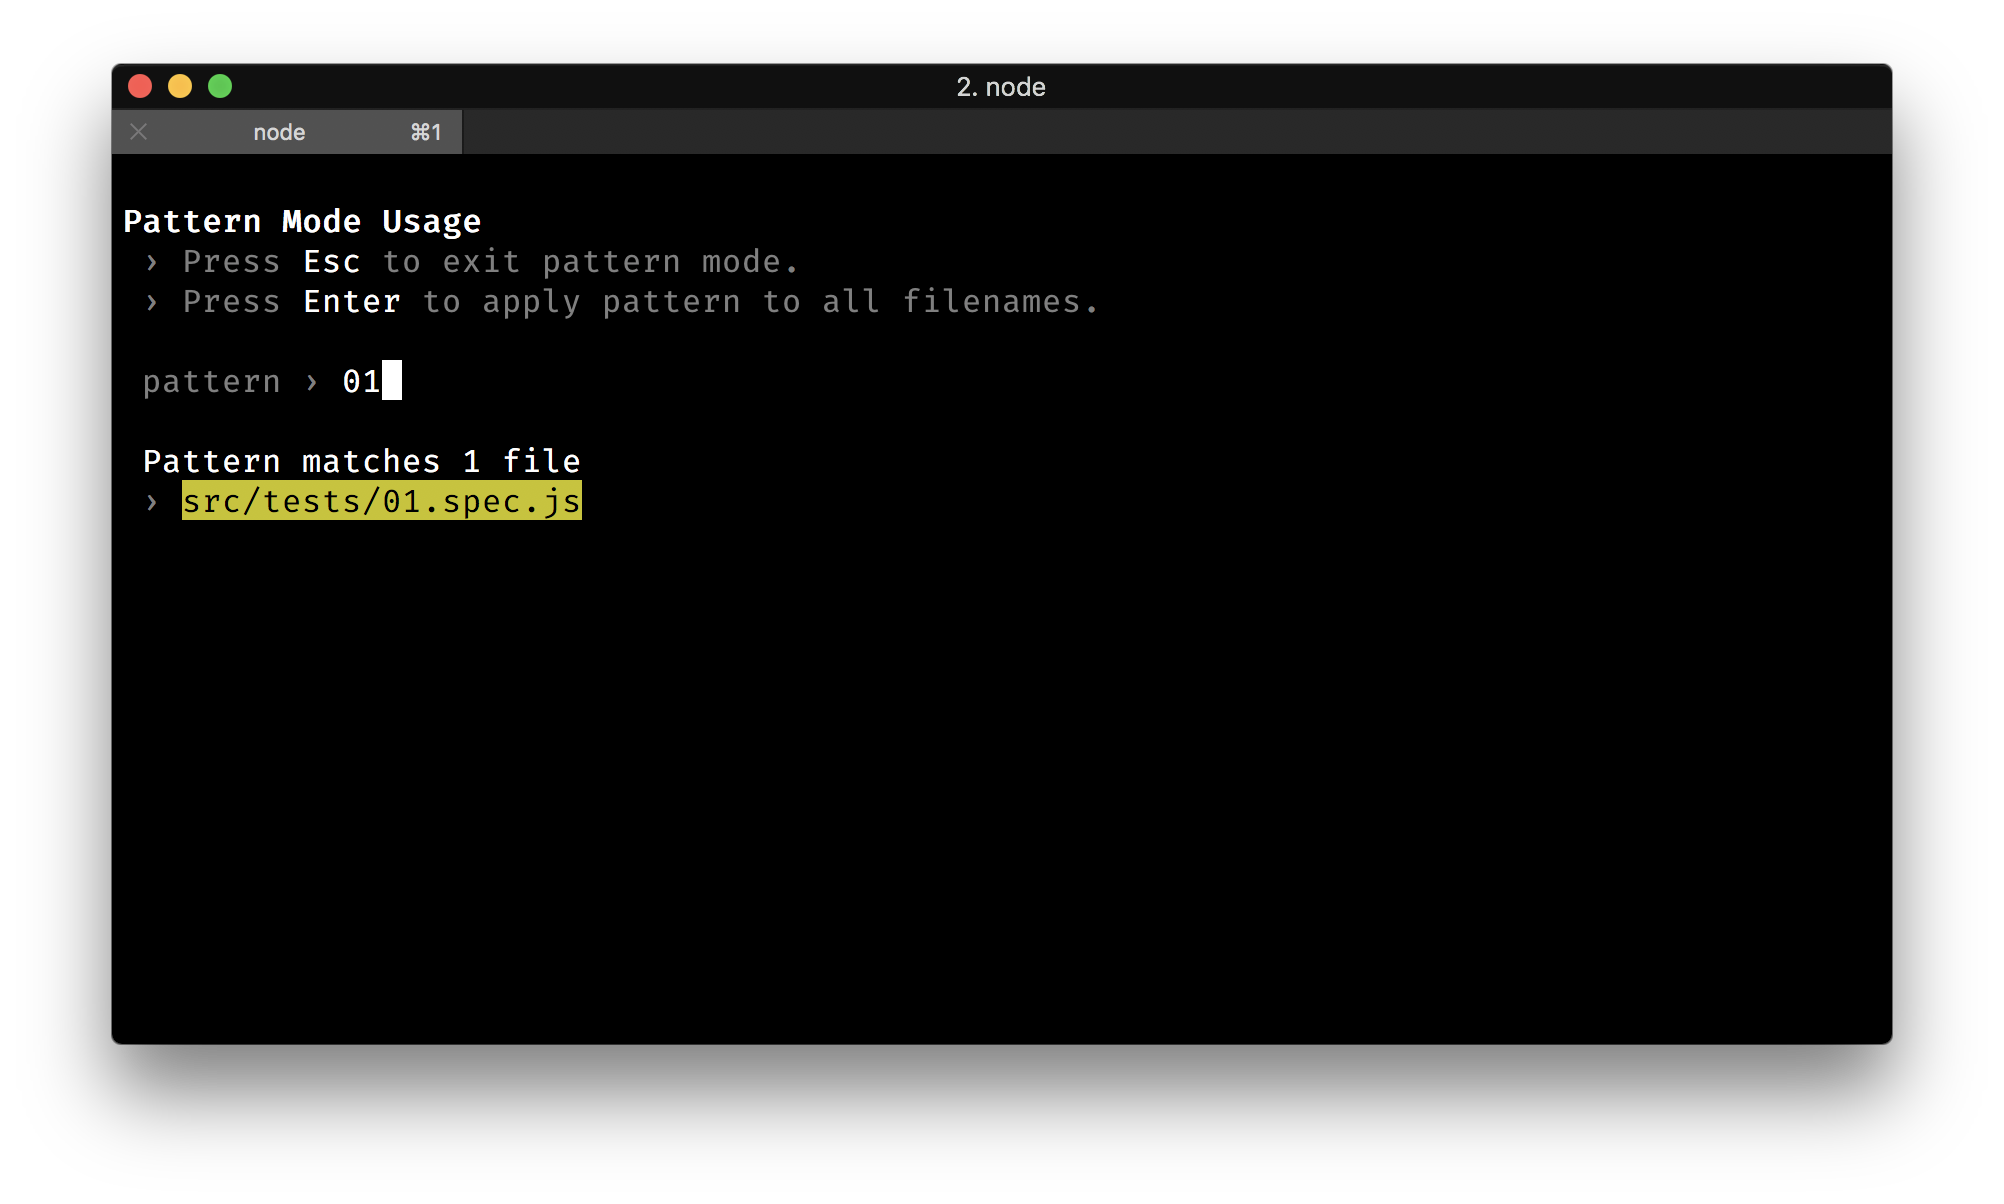 2. node
node ⌘1
Pattern Mode Usage
› Press Esc to exit pattern mode.
› Press Enter to apply pattern to all filenames.
pattern › 01
Pattern matches 1 file
› src/tests/01.spec.js